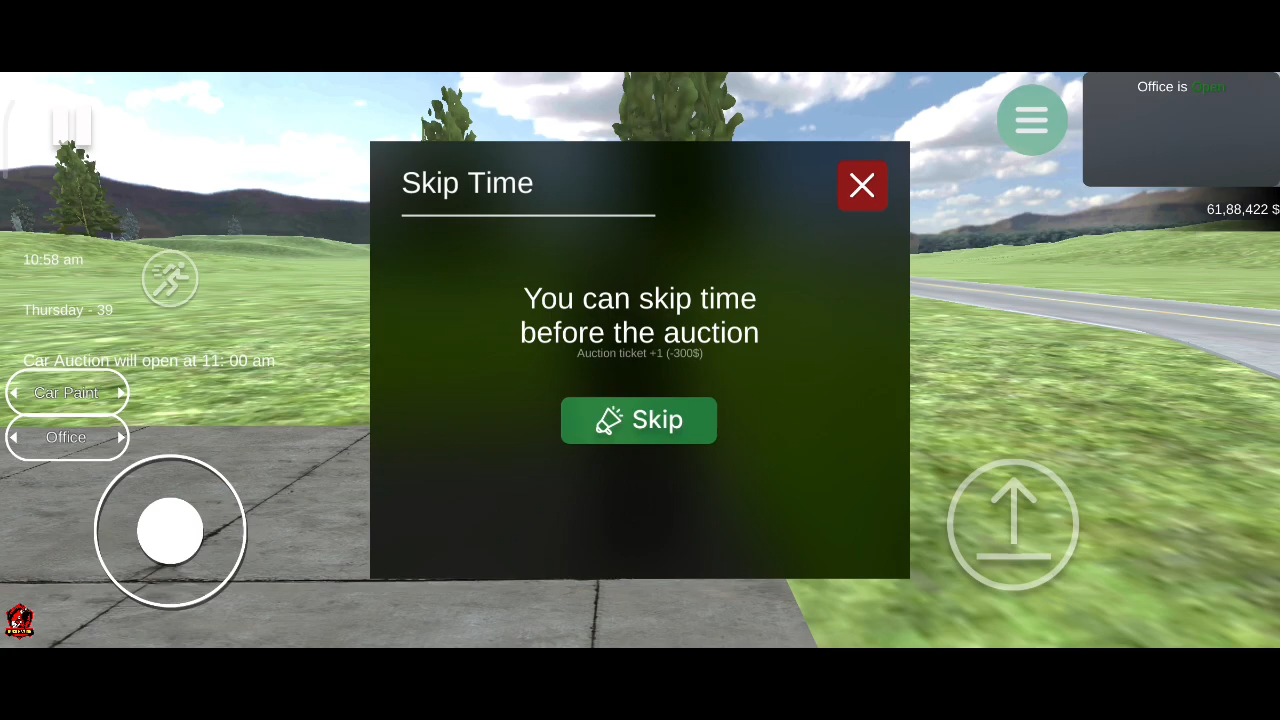 Office is Open
Skip Time
61,88,422 $
10:58 am
Thursday - 39
You can skip time
before the auction
Auction ticket +1 (-300$)
Car Auction will open at 11: 00 am
Car Paint
Skip
Office